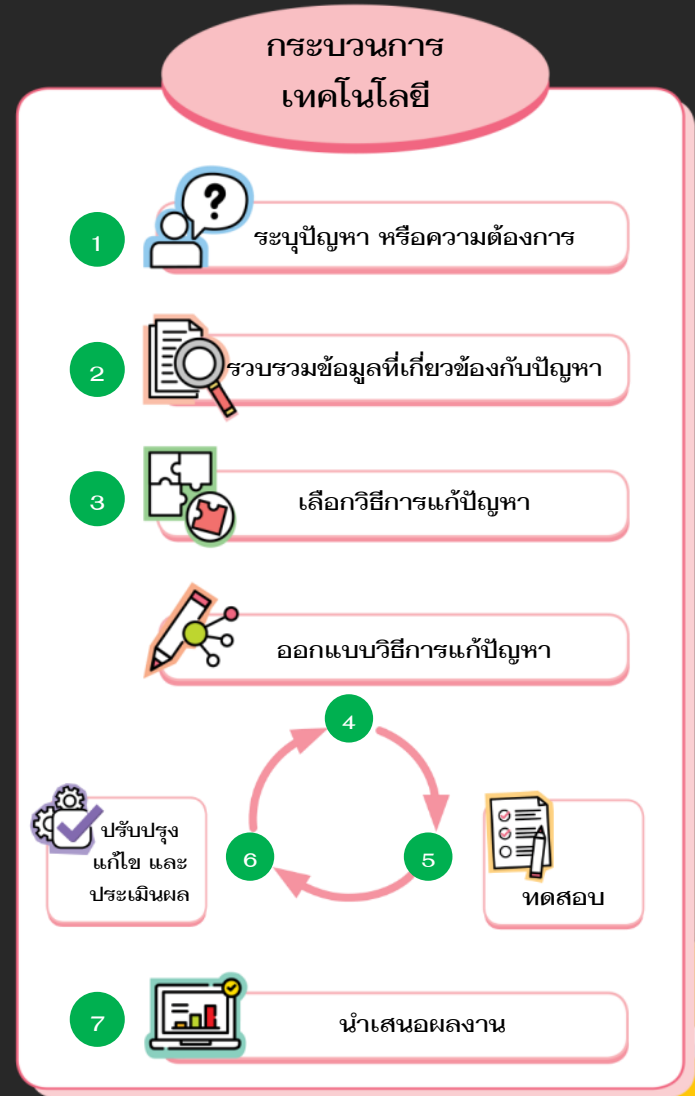 กระบวนการ
เทคโนโลยี
1
ระบุปัญหา หรือความต้องการ
2
รวบรวมข้อมูลที่เกี่ยวข้องกับปัญหา
3
เลือกวิธีการแก้ปัญหา
ออกแบบวิธีการแก้ปัญหา
4
5
ทดสอบ
6
ปรับปรุง
แก้ไข และ
ประเมินผล
7
นำเสนอผลงาน